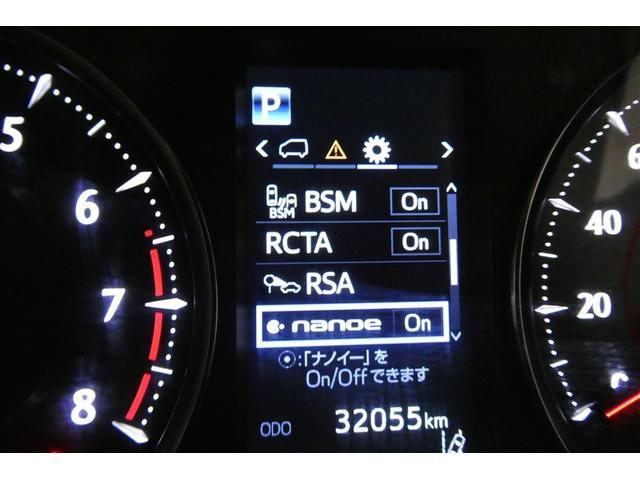 P
BSM BSM On
RCTA On
RSA
nanoe On
:「ナノイー」を
On/Offできます
ODO 32055km
5
6
7
8
40
20